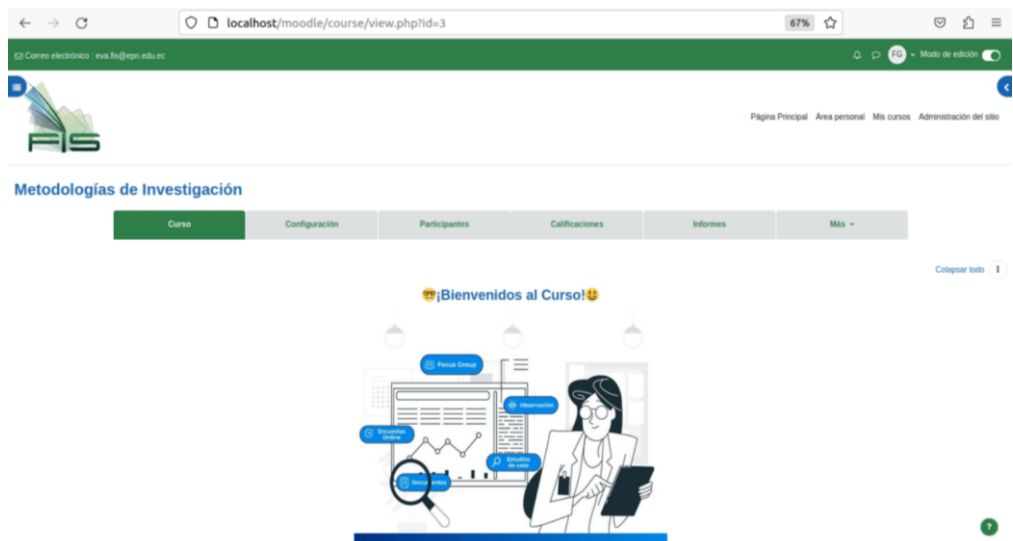 localhost/moodle/course/view.php?id=3
67%
Correo electrónico : eva.fis@epn.edu.ec
FG
Modo de edición
FIS
Página Principal Área personal Mis cursos Administración del sitio
Metodologías de Investigación
Curso Configuración Participantes Calificaciones Informes Más
Colapsar todo
🤓¡Bienvenidos al Curso!😃
Focus Group
Observación
Encuestas
Online
Estudios
de caso
Documentos
?